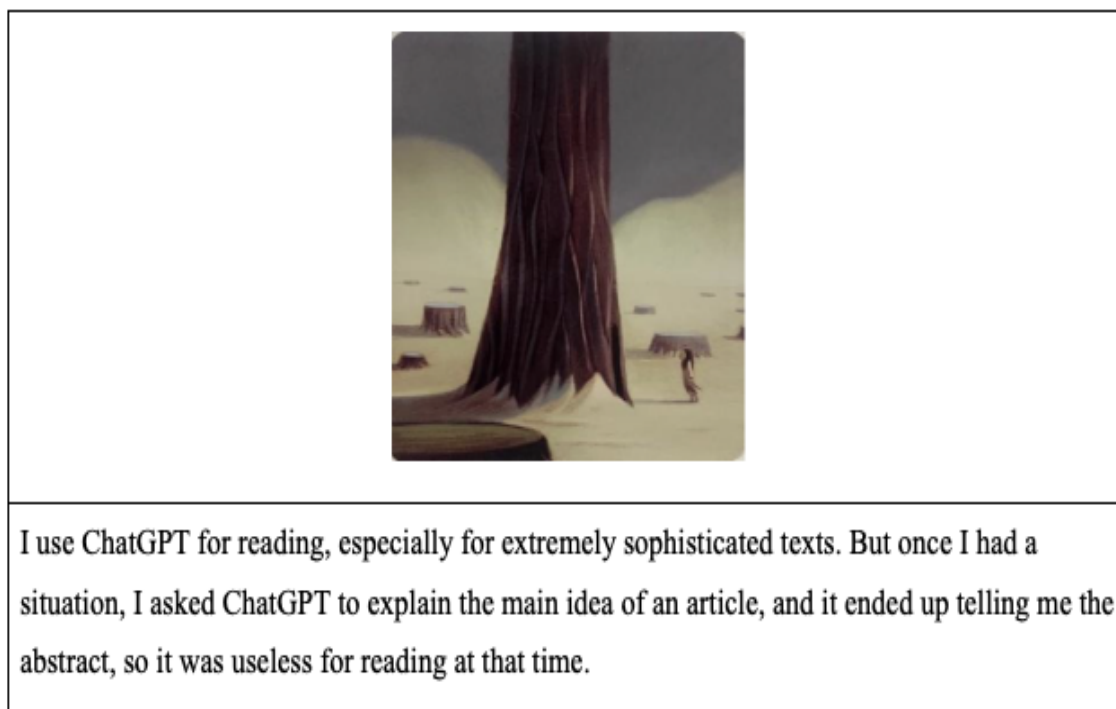 I use ChatGPT for reading, especially for extremely sophisticated texts. But once I had a
situation, I asked ChatGPT to explain the main idea of an article, and it ended up telling me the
abstract, so it was useless for reading at that time.